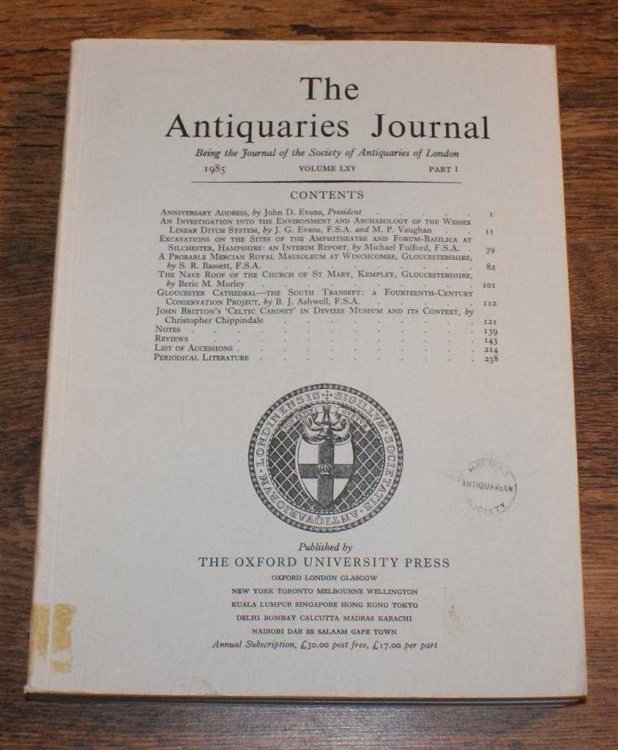 The
Antiquaries Journal
Being the Journal of the Society of Antiquaries of London
1985 VOLUME LXV PART I
CONTENTS
ANNIVERSARY ADDRESS, by John D. Evans, President . . . . . 1
AN INVESTIGATION INTO THE ENVIRONMENT AND ARCHAEOLOGY OF THE WESSEX
LINEAR DITCH SYSTEM, by J. G. Evans, F.S.A. and M. P. Vaughan . . . 11
EXCAVATIONS ON THE SITES OF THE AMPHITHEATRE AND FORUM-BASILICA AT
SILCHESTER, HAMPSHIRE: AN INTERIM REPORT, by Michael Fulford, F.S.A. . 39
A PROBABLE MERCIAN ROYAL MAUSOLEUM AT WINCHCOMBE, GLOUCESTERSHIRE,
by S. R. Bassett, F.S.A. . . . . . . . . 82
THE NAVE ROOF OF THE CHURCH OF ST MARY, KEMPLEY, GLOUCESTERSHIRE,
by Beric M. Morley . . . . . . . . . 101
GLOUCESTER CATHEDRAL—THE SOUTH TRANSEPT: A FOURTEENTH-CENTURY
CONSERVATION PROJECT, by B. J. Ashwell, F.S.A. . . . . . 112
JOHN BRITTON'S 'CELTIC CABINET' IN DEVIZES MUSEUM AND ITS CONTEXT, by
Christopher Chippindale . . . . . . . . 121
NOTES . . . . . . . . . . . 139
REVIEWS . . . . . . . . . . . 143
LIST OF ACCESSIONS . . . . . . . . . 214
PERIODICAL LITERATURE . . . . . . . . . 238
SIGILLVM · SOCIETATIS · ANTIQVARIORVM · LONDINENSIS
HALIFAX
ANTIQUARIAN
SOCIETY
Published by
THE OXFORD UNIVERSITY PRESS
OXFORD LONDON GLASGOW
NEW YORK TORONTO MELBOURNE WELLINGTON
KUALA LUMPUR SINGAPORE HONG KONG TOKYO
DELHI BOMBAY CALCUTTA MADRAS KARACHI
NAIROBI DAR ES SALAAM CAPE TOWN
Annual Subscription, £30.00 post free, £17.00 per part